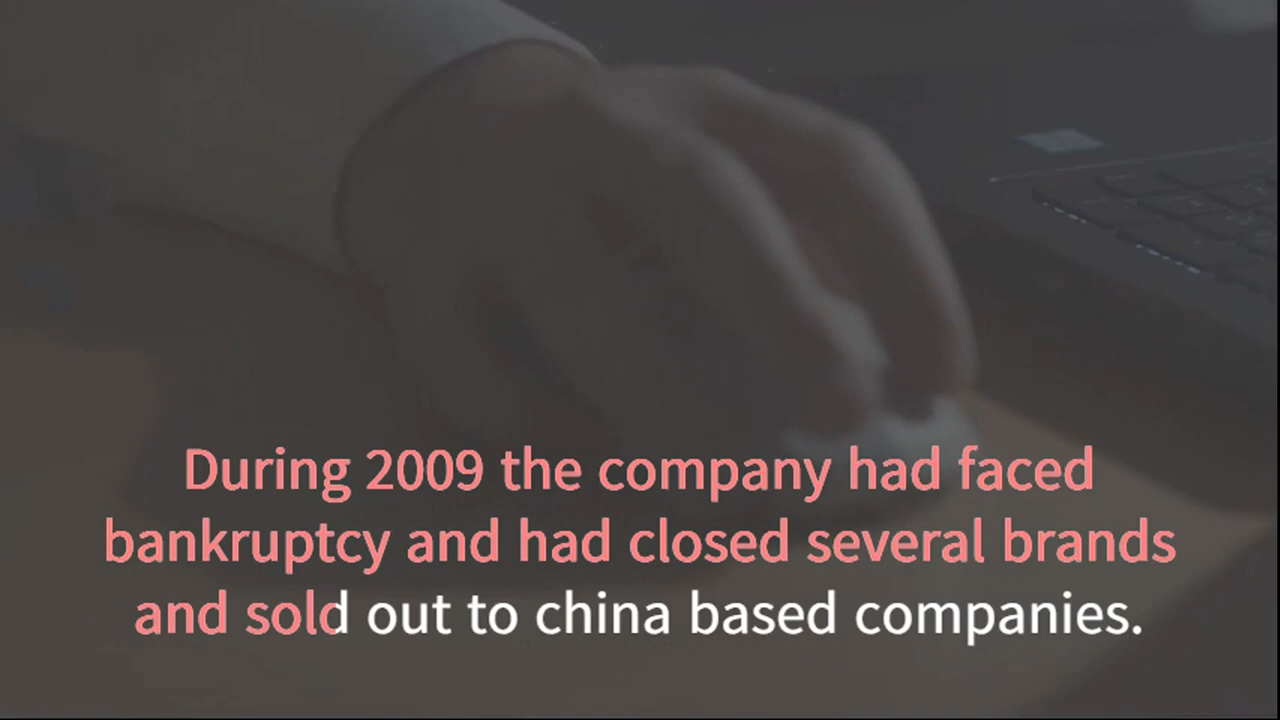 During 2009 the company had faced
bankruptcy and had closed several brands
and sold out to china based companies.